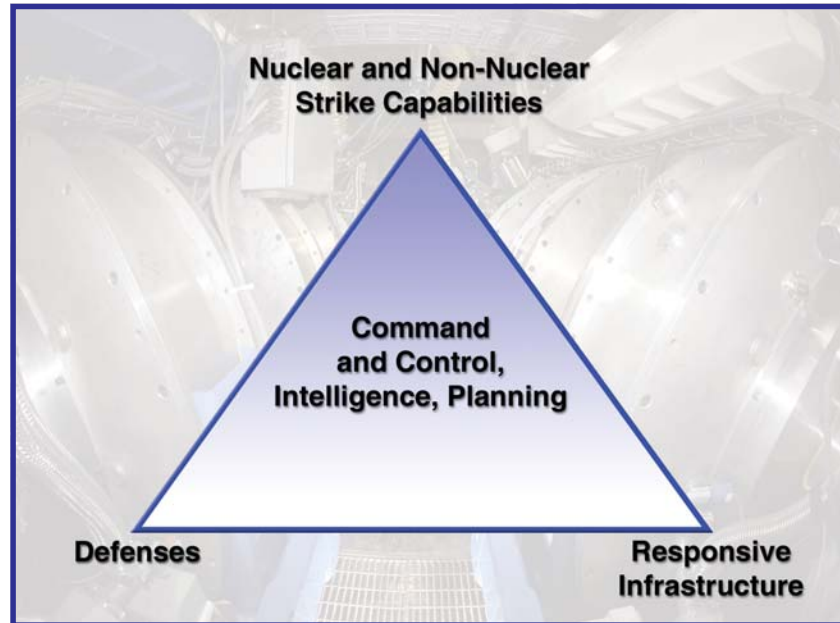 Nuclear and Non-Nuclear
Strike Capabilities
Command
and Control,
Intelligence, Planning
Defenses
Responsive
Infrastructure